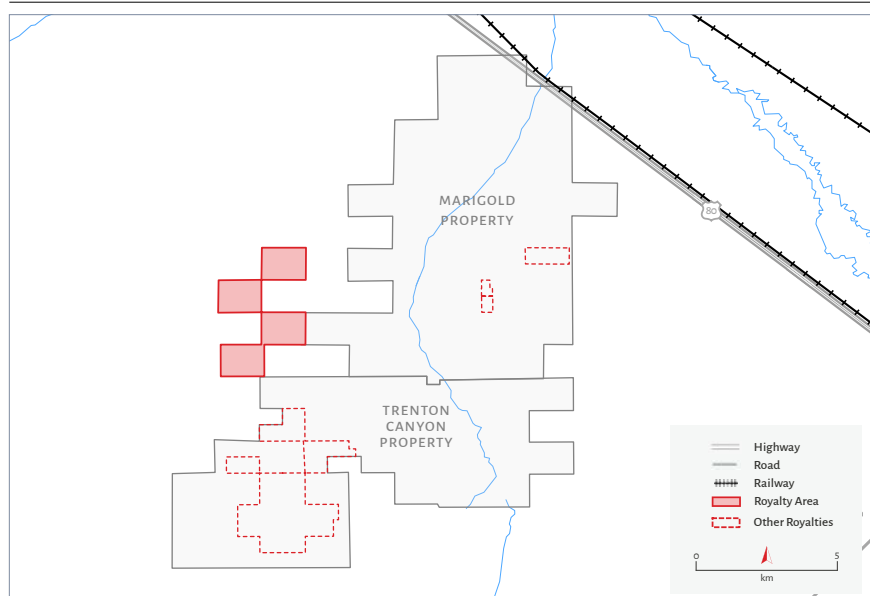 MARIGOLD
PROPERTY
80
TRENTON
CANYON
PROPERTY
Highway
Road
Railway
Royalty Area
Other Royalties
0 5
km